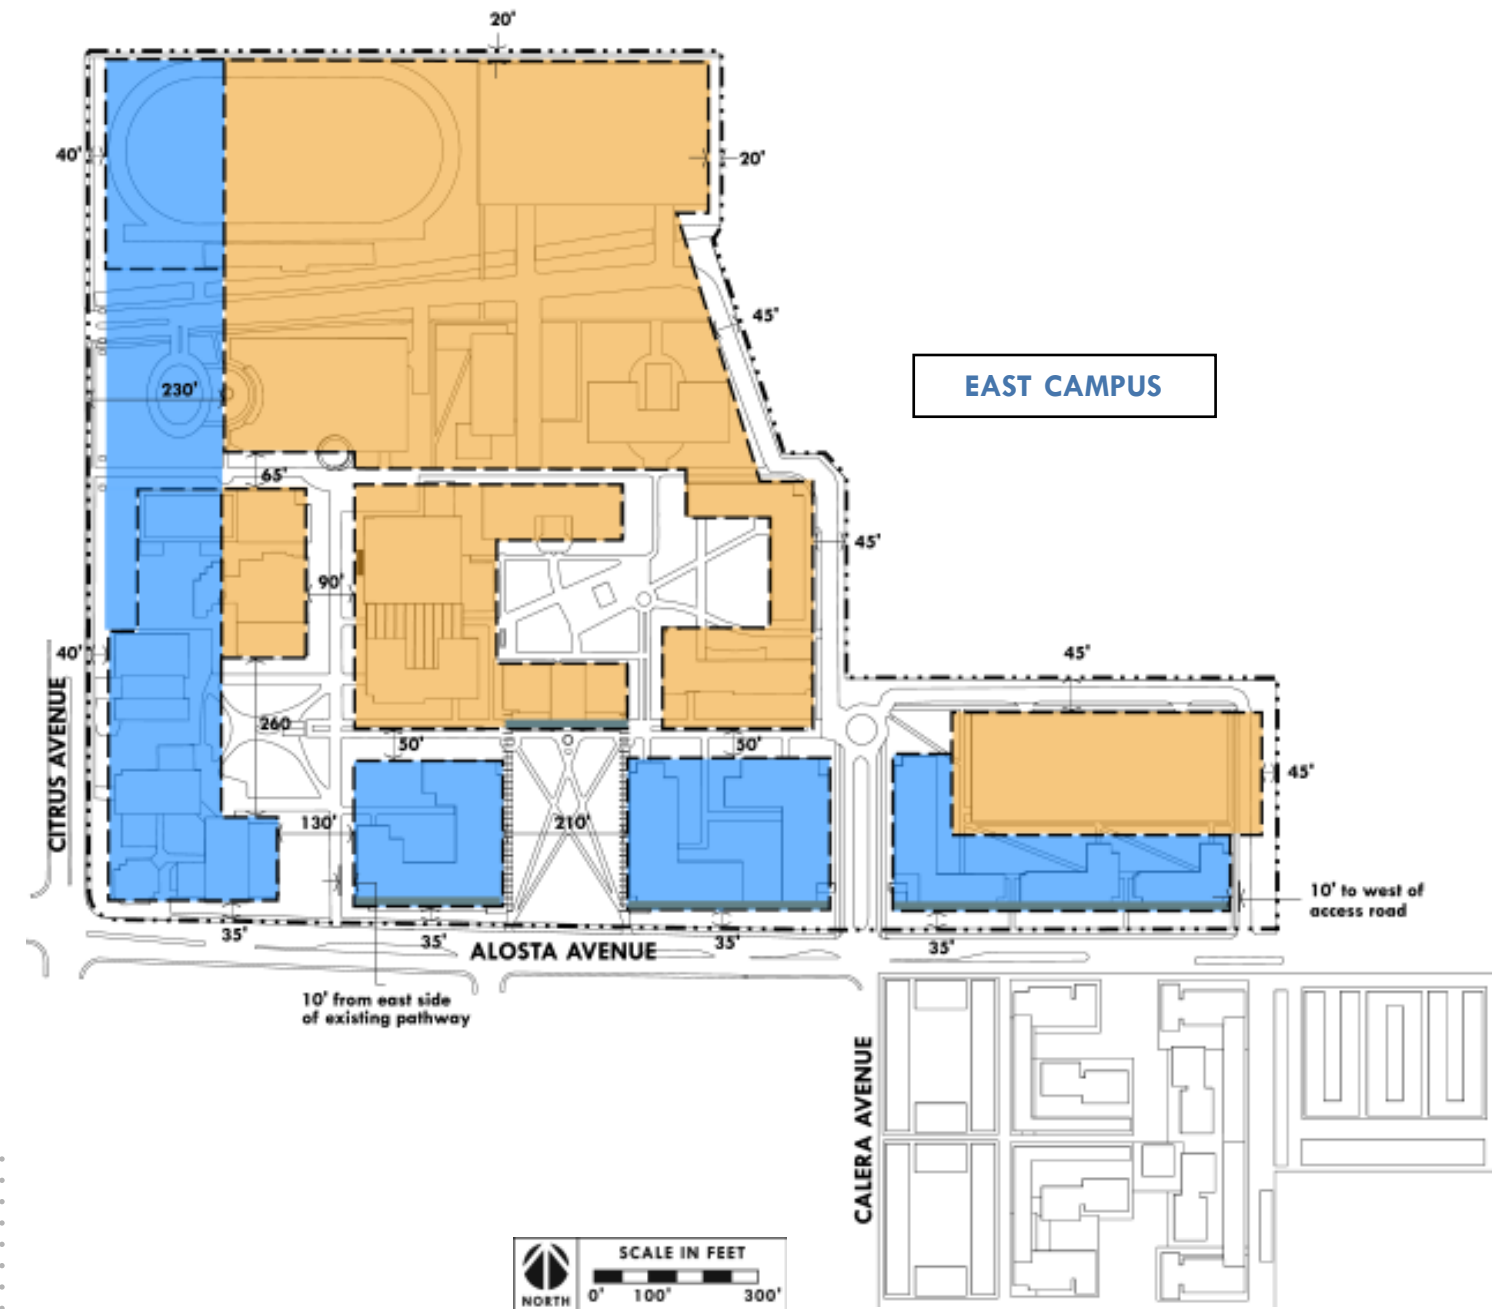 20'
40'
20'
45'
EAST CAMPUS
230'
65'
45'
90'
40'
45'
CITRUS AVENUE
260
50'
50'
45'
130'
210'
10' to west of
access road
35'
35'
35'
35'
ALOSTA AVENUE
10' from east side
of existing pathway
CALERA AVENUE
SCALE IN FEET
0' 100' 300'
NORTH